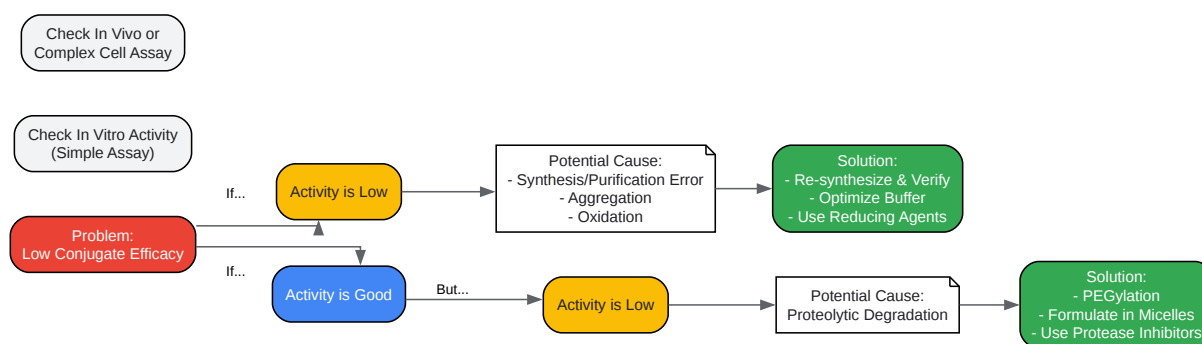 Check In Vivo or
Complex Cell Assay
Check In Vitro Activity
(Simple Assay)
If...
Activity is Low
Potential Cause:
- Synthesis/Purification Error
- Aggregation
- Oxidation
Solution:
- Re-synthesize & Verify
- Optimize Buffer
- Use Reducing Agents
Problem:
Low Conjugate Efficacy
If...
Activity is Good
But...
Activity is Low
Potential Cause:
Proteolytic Degradation
Solution:
- PEGylation
- Formulate in Micelles
- Use Protease Inhibitors